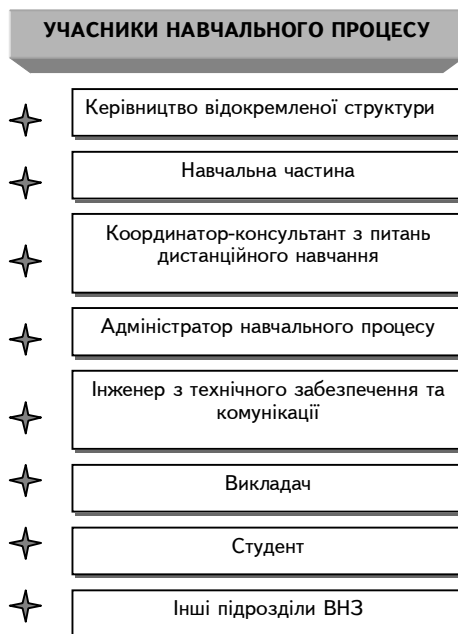 УЧАСНИКИ НАВЧАЛЬНОГО ПРОЦЕСУ
Керівництво відокремленої структури
Навчальна частина
Координатор-консультант з питань
дистанційного навчання
Адміністратор навчального процесу
Інженер з технічного забезпечення та
комунікації
Викладач
Студент
Інші підрозділи ВНЗ